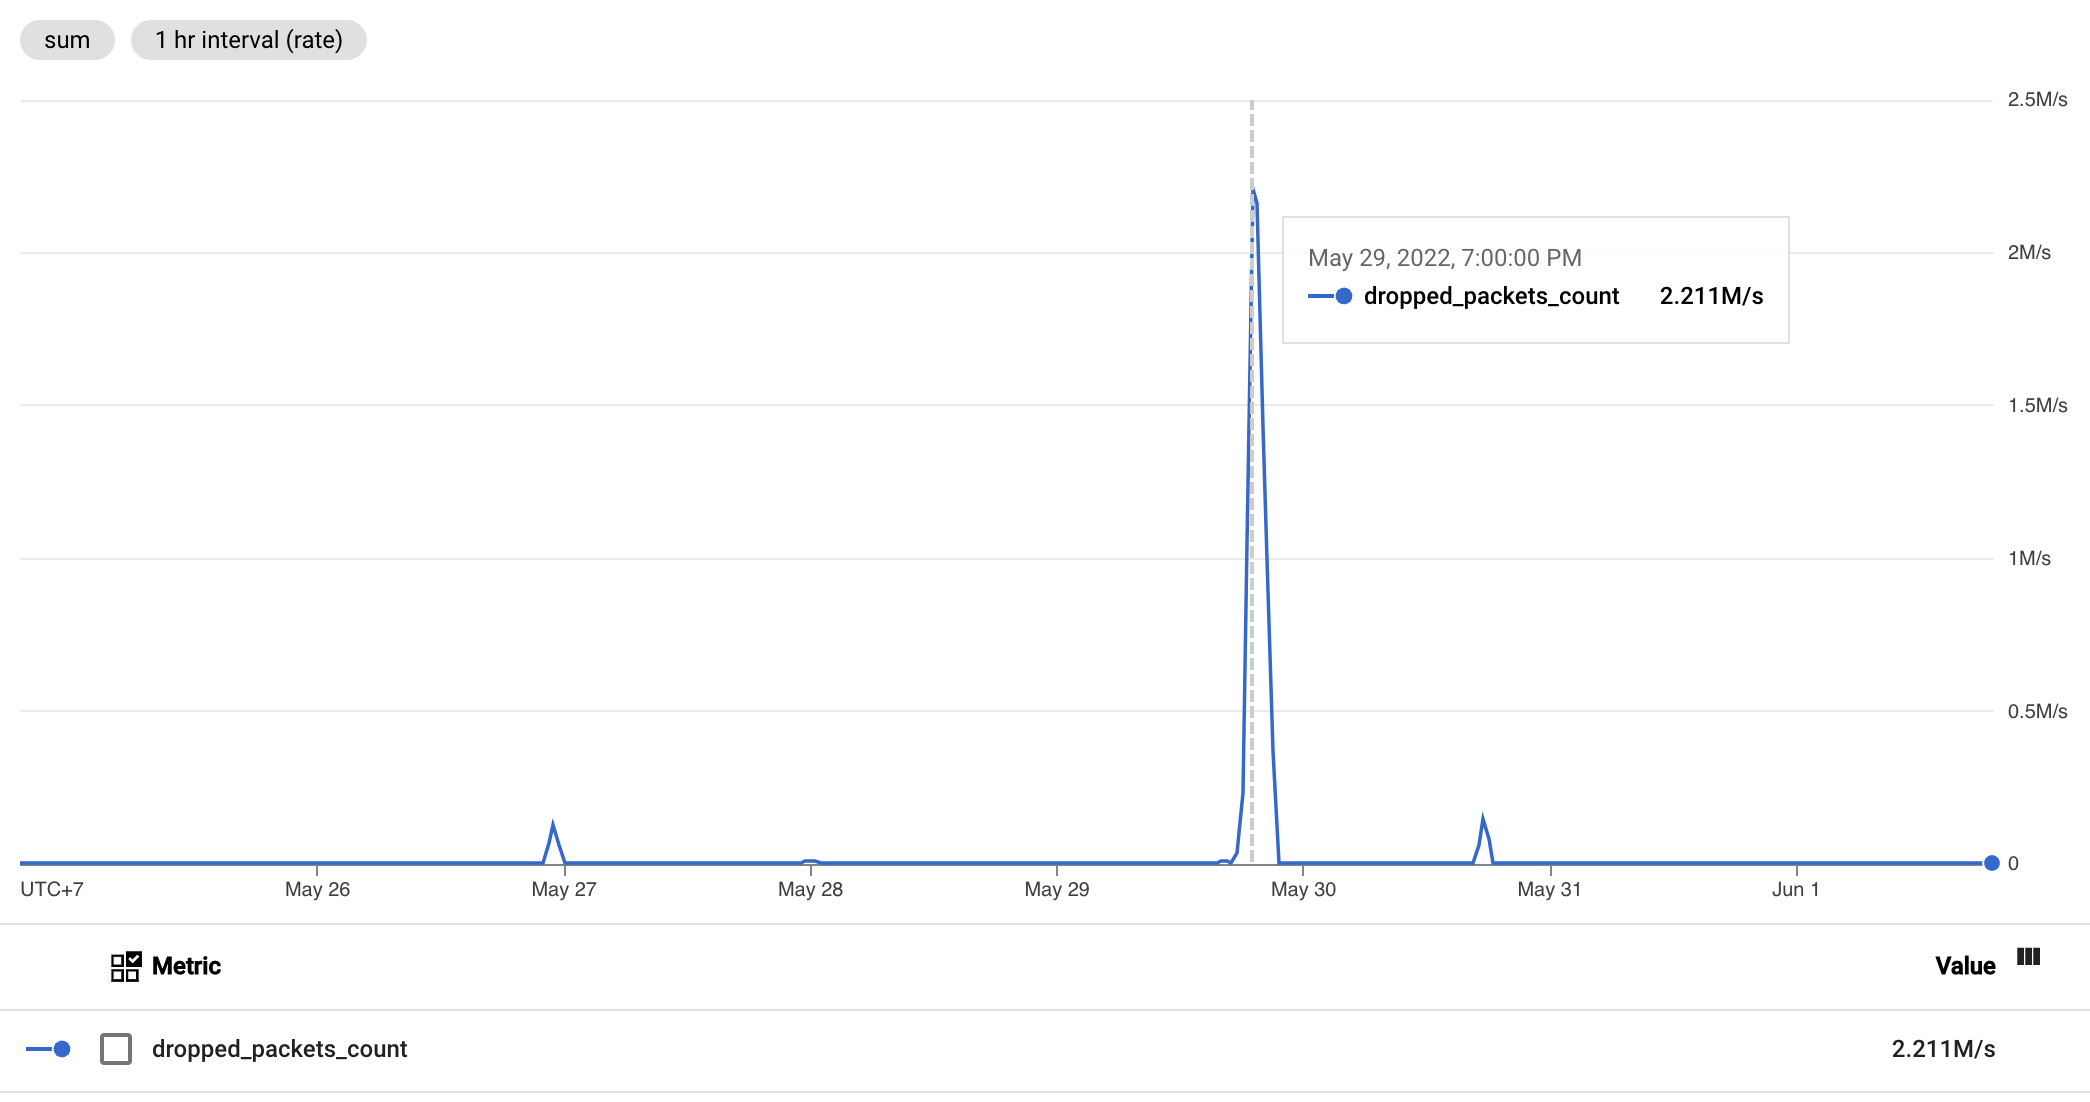 sum 1 hr interval (rate)
2.5M/s
2M/s
May 29, 2022, 7:00:00 PM
dropped_packets_count 2.211M/s
1.5M/s
1M/s
0.5M/s
0
UTC+7 May 26 May 27 May 28 May 29 May 30 May 31 Jun 1
Metric Value
dropped_packets_count 2.211M/s